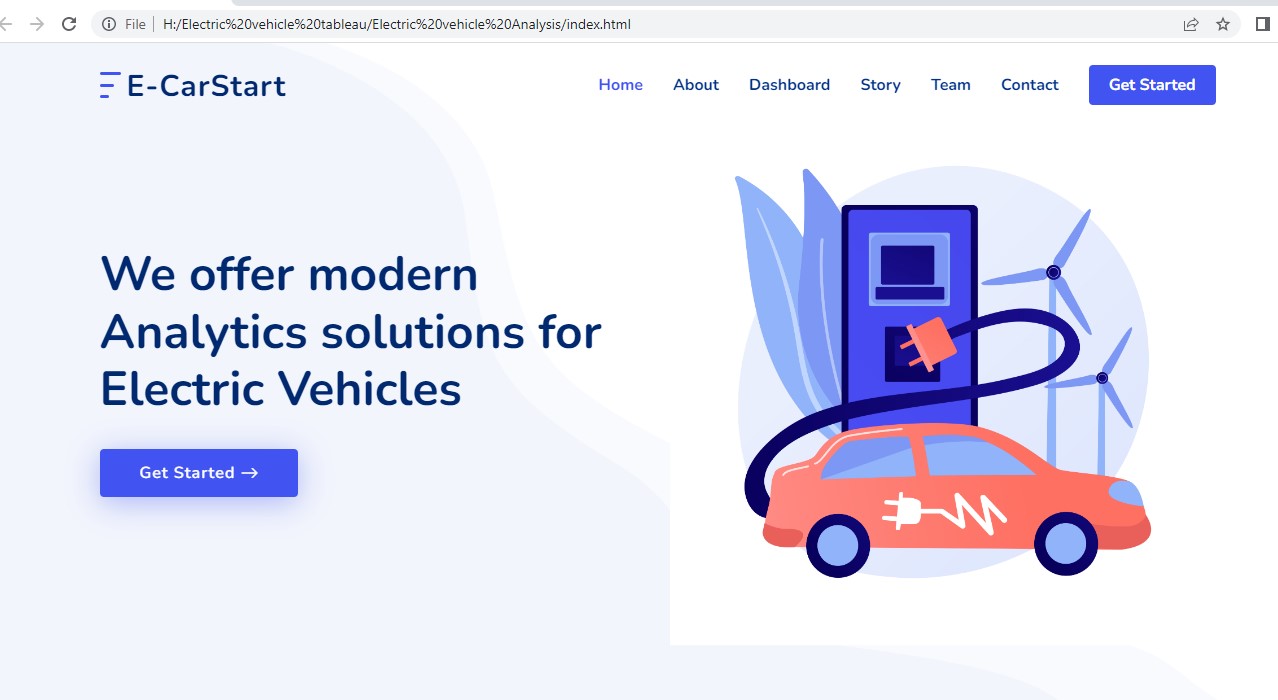 File H:/Electric%20vehicle%20tableau/Electric%20vehicle%20Analysis/index.html
E-CarStart
Home About Dashboard Story Team Contact Get Started
We offer modern
Analytics solutions for
Electric Vehicles
Get Started →